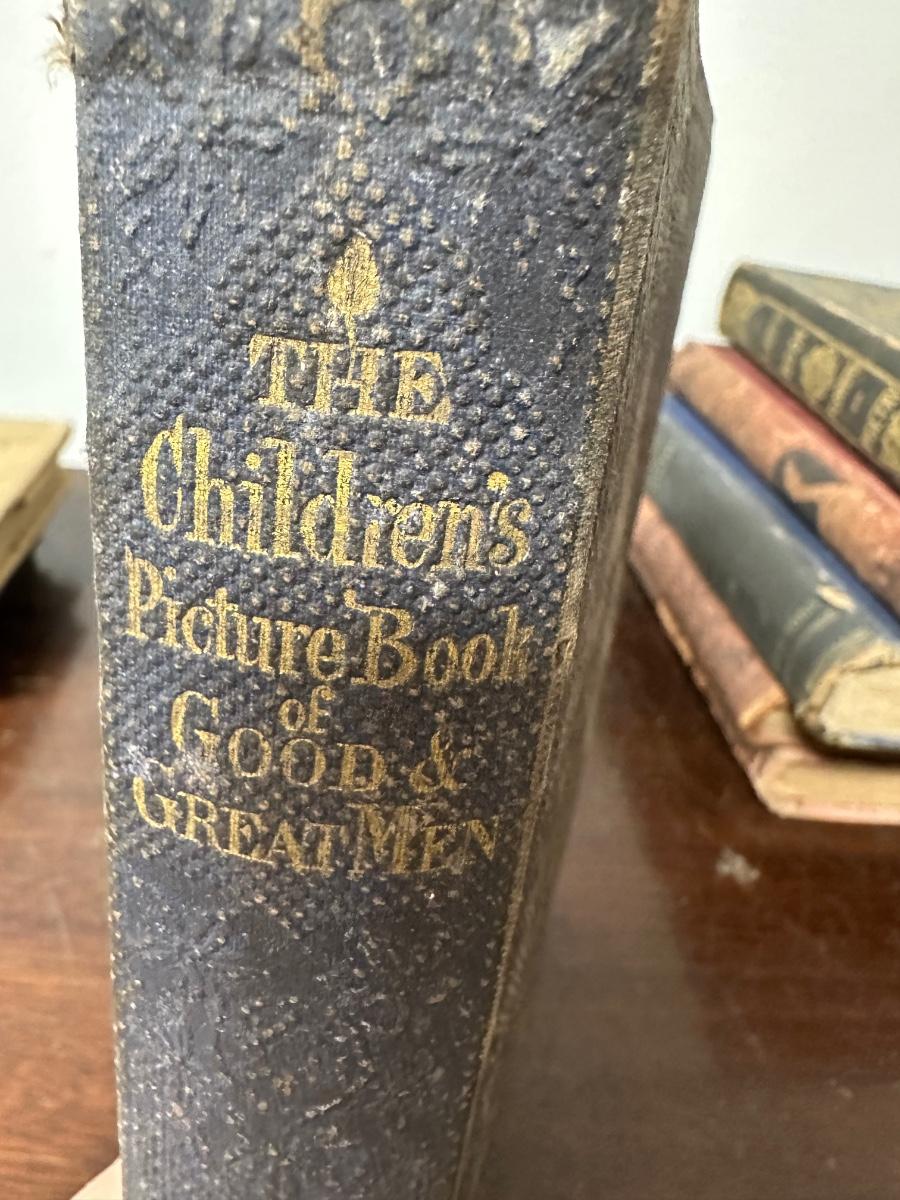 THE
Children's
Picture Book
of
GOOD &
GREAT MEN